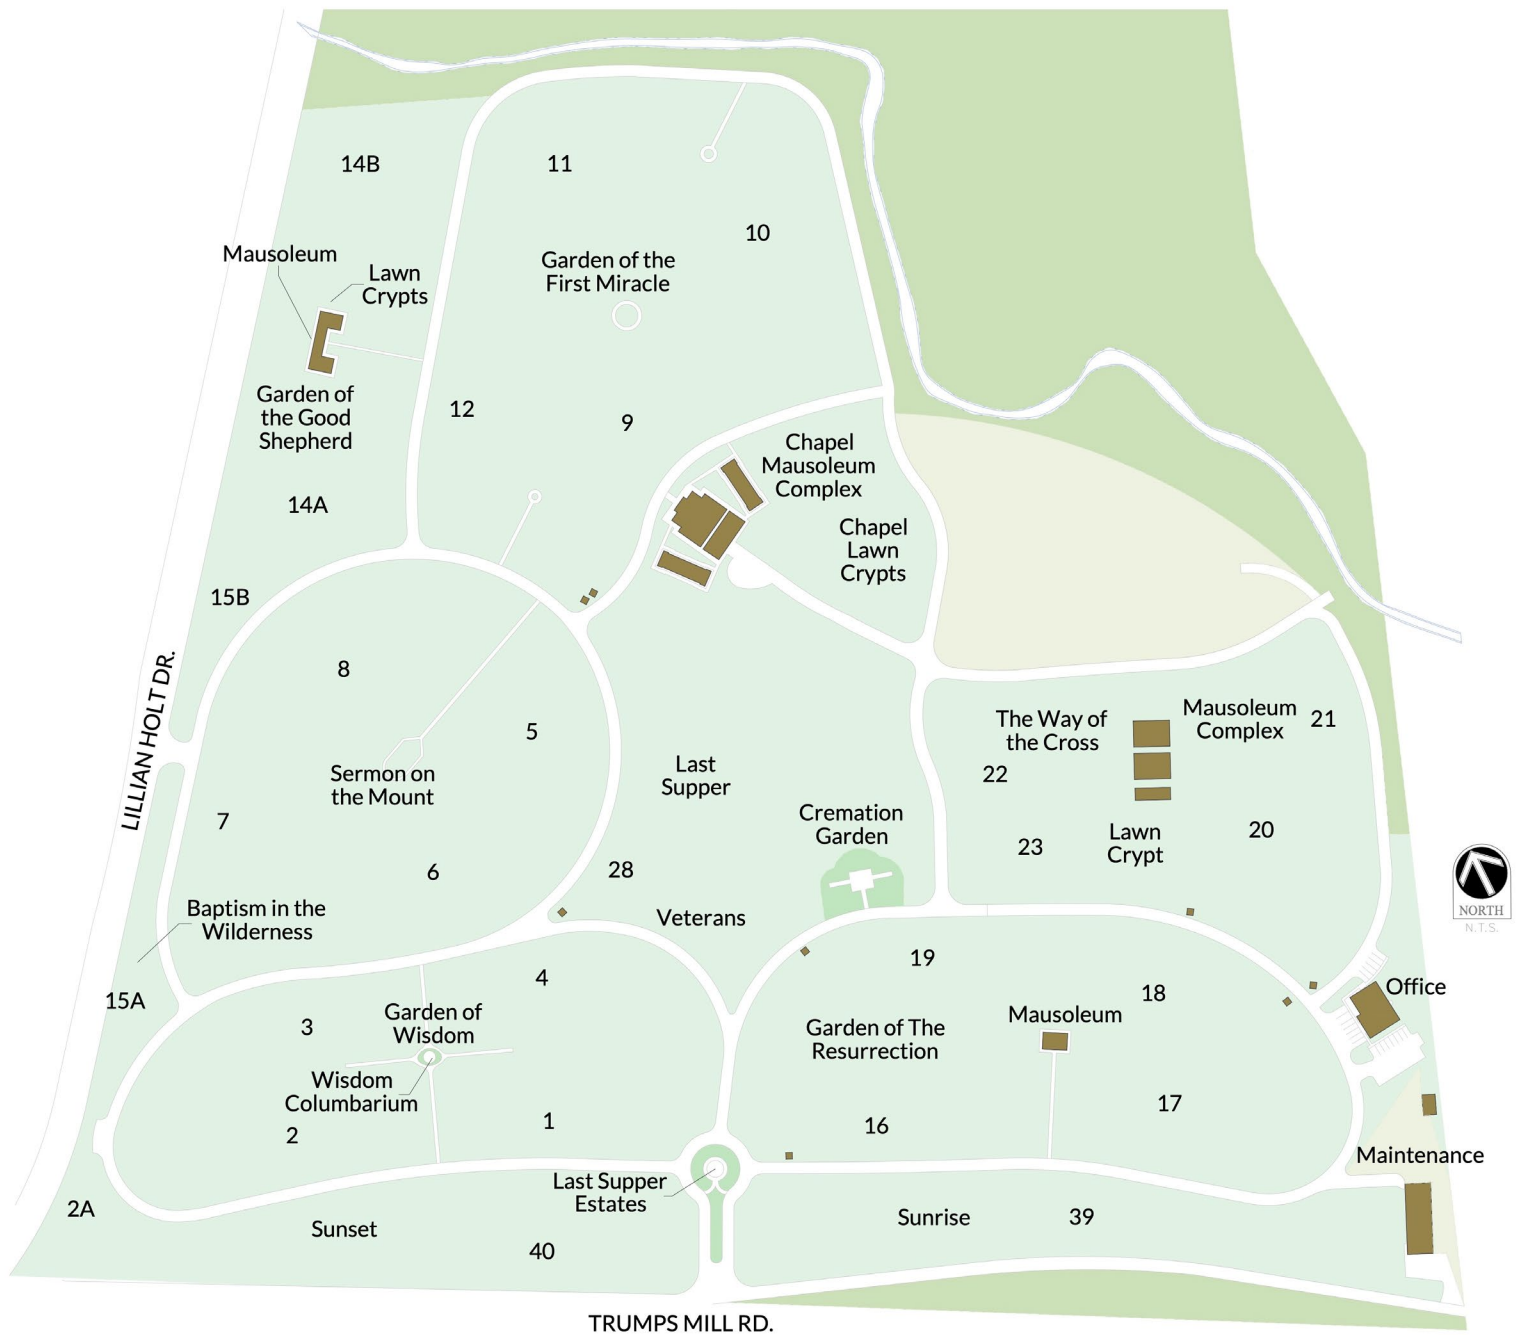 14B
11
10
Mausoleum
Lawn
Crypts
Garden of the
First Miracle
Garden of
the Good
Shepherd
12
9
Chapel
Mausoleum
Complex
14A
Chapel
Lawn
Crypts
15B
LILLIAN HOLT DR.
8
5
Sermon on
the Mount
7
6
Last
Supper
The Way of
the Cross
Mausoleum
Complex
21
22
23
Lawn
Crypt
20
Cremation
Garden
28
Veterans
Baptism in the
Wilderness
NORTH
N.T.S.
15A
4
3
Garden of
Wisdom
Wisdom
Columbarium
2
1
19
18
Garden of The
Resurrection
Mausoleum
Office
17
16
Maintenance
Last Supper
Estates
2A
Sunset
40
Sunrise
39
TRUMPS MILL RD.